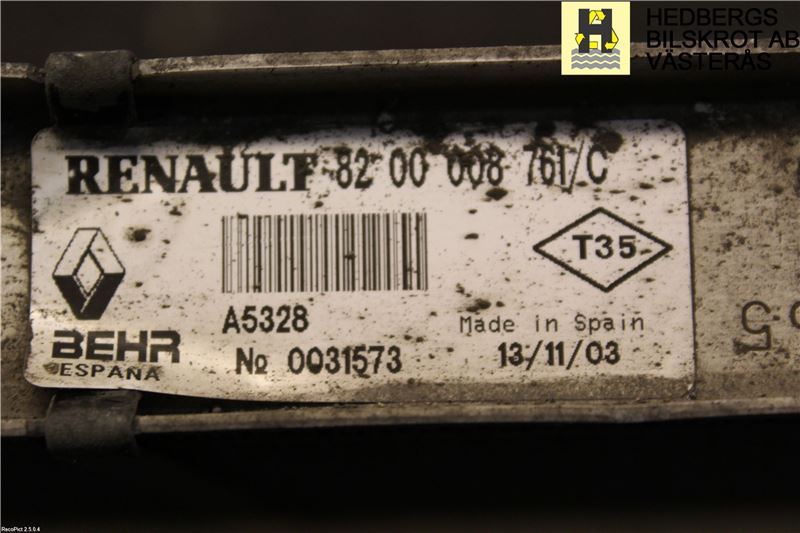 HEDBERGS
BILSKROT AB
VÄSTERÅS
RENAULT 82 00 008 761/C
T35
A5328
Made in Spain
BEHR
ESPAÑA
№ 0031573
13/11/03
RecoPict 2.5.0.4